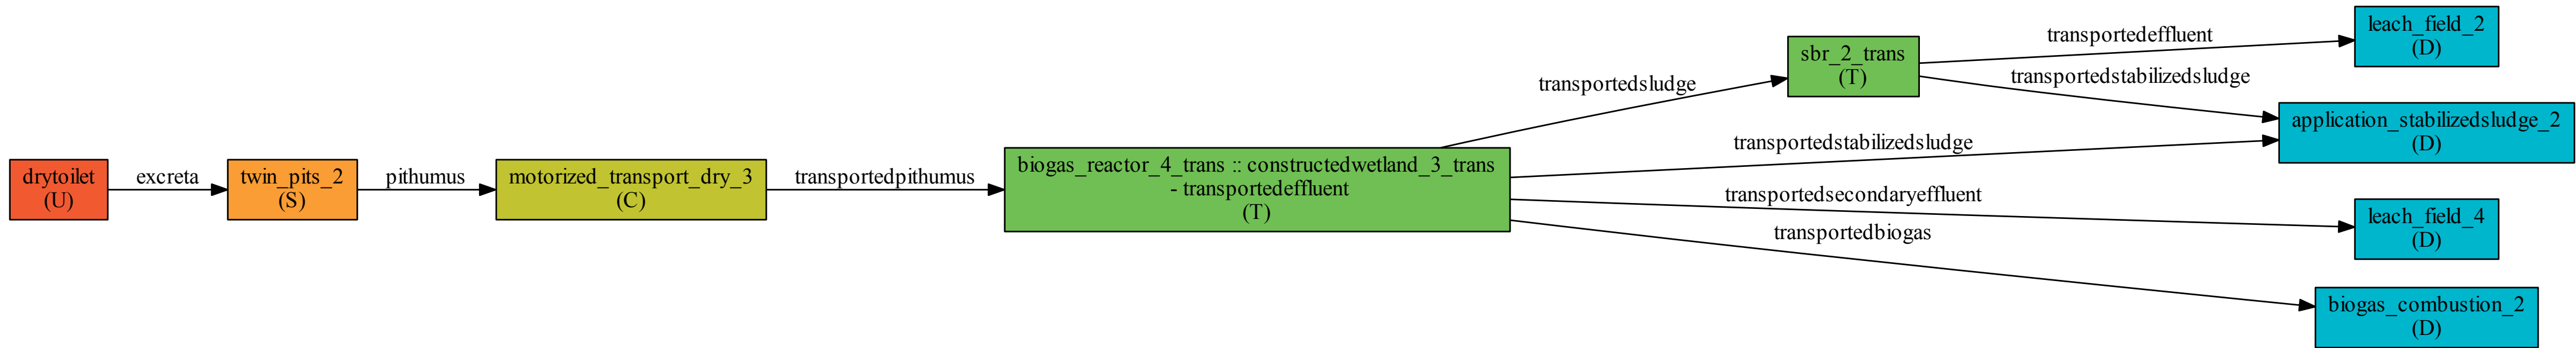 drytoilet
(U)
excreta
twin_pits_2
(S)
pithumus
motorized_transport_dry_3
(C)
transportedpithumus
biogas_reactor_4_trans :: constructedwetland_3_trans
- transportedeffluent
(T)
transportedsludge
sbr_2_trans
(T)
transportedeffluent
transportedstabilizedsludge
transportedstabilizedsludge
transportedsecondaryeffluent
transportedbiogas
leach_field_2
(D)
application_stabilizedsludge_2
(D)
leach_field_4
(D)
biogas_combustion_2
(D)